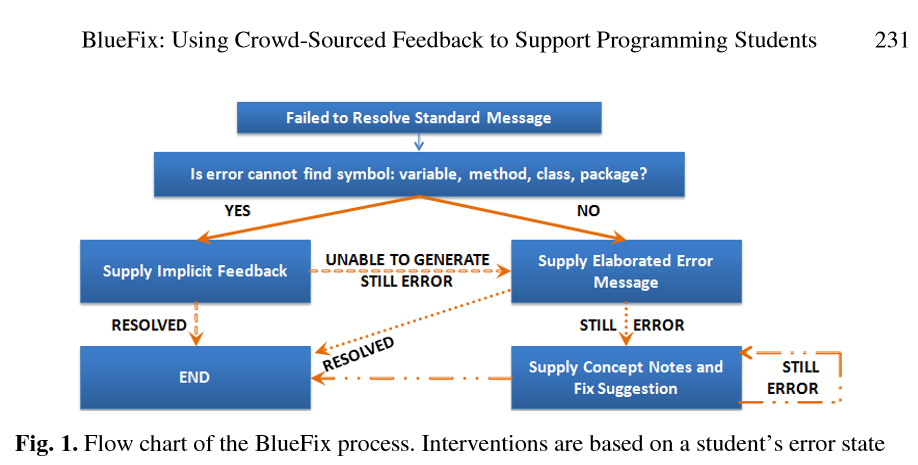 BlueFix: Using Crowd-Sourced Feedback to Support Programming Students 231
Failed to Resolve Standard Message
Is error cannot find symbol: variable, method, class, package?
YES
NO
Supply Implicit Feedback
UNABLE TO GENERATE
STILL ERROR
Supply Elaborated Error
Message
RESOLVED
RESOLVED
STILL ERROR
END
Supply Concept Notes and
Fix Suggestion
STILL
ERROR
Fig. 1. Flow chart of the BlueFix process. Interventions are based on a student's error state